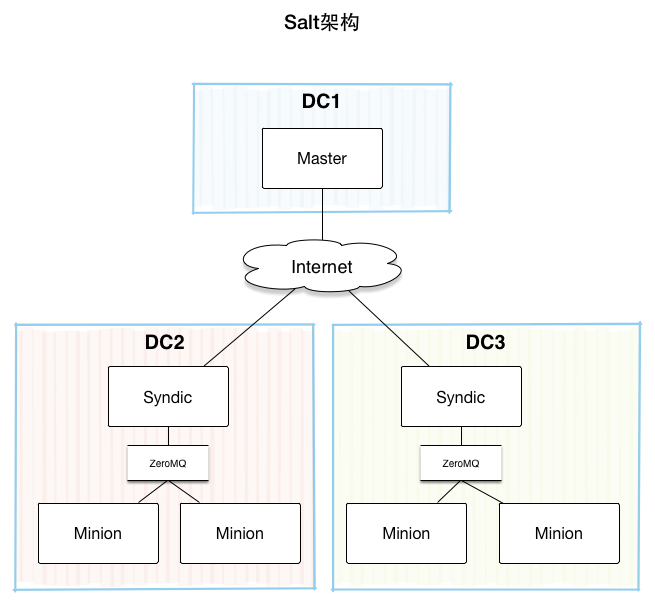 Salt架构
DC1
Master
Internet
DC2
DC3
Syndic
Syndic
ZeroMQ
ZeroMQ
Minion
Minion
Minion
Minion